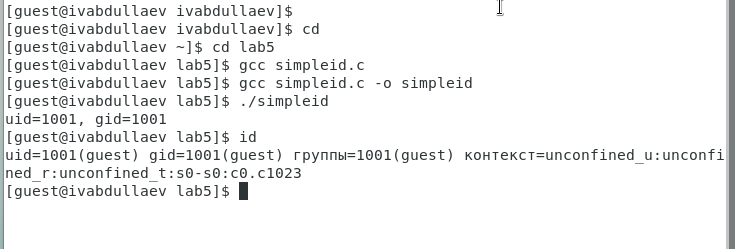 [guest@ivabdullaev ivabdullaev]$
[guest@ivabdullaev ivabdullaev]$ cd
[guest@ivabdullaev ~]$ cd lab5
[guest@ivabdullaev lab5]$ gcc simpleid.c
[guest@ivabdullaev lab5]$ gcc simpleid.c -o simpleid
[guest@ivabdullaev lab5]$ ./simpleid
uid=1001, gid=1001
[guest@ivabdullaev lab5]$ id
uid=1001(guest) gid=1001(guest) группы=1001(guest) контекст=unconfined_u:unconfi
ned_r:unconfined_t:s0-s0:c0.c1023
[guest@ivabdullaev lab5]$